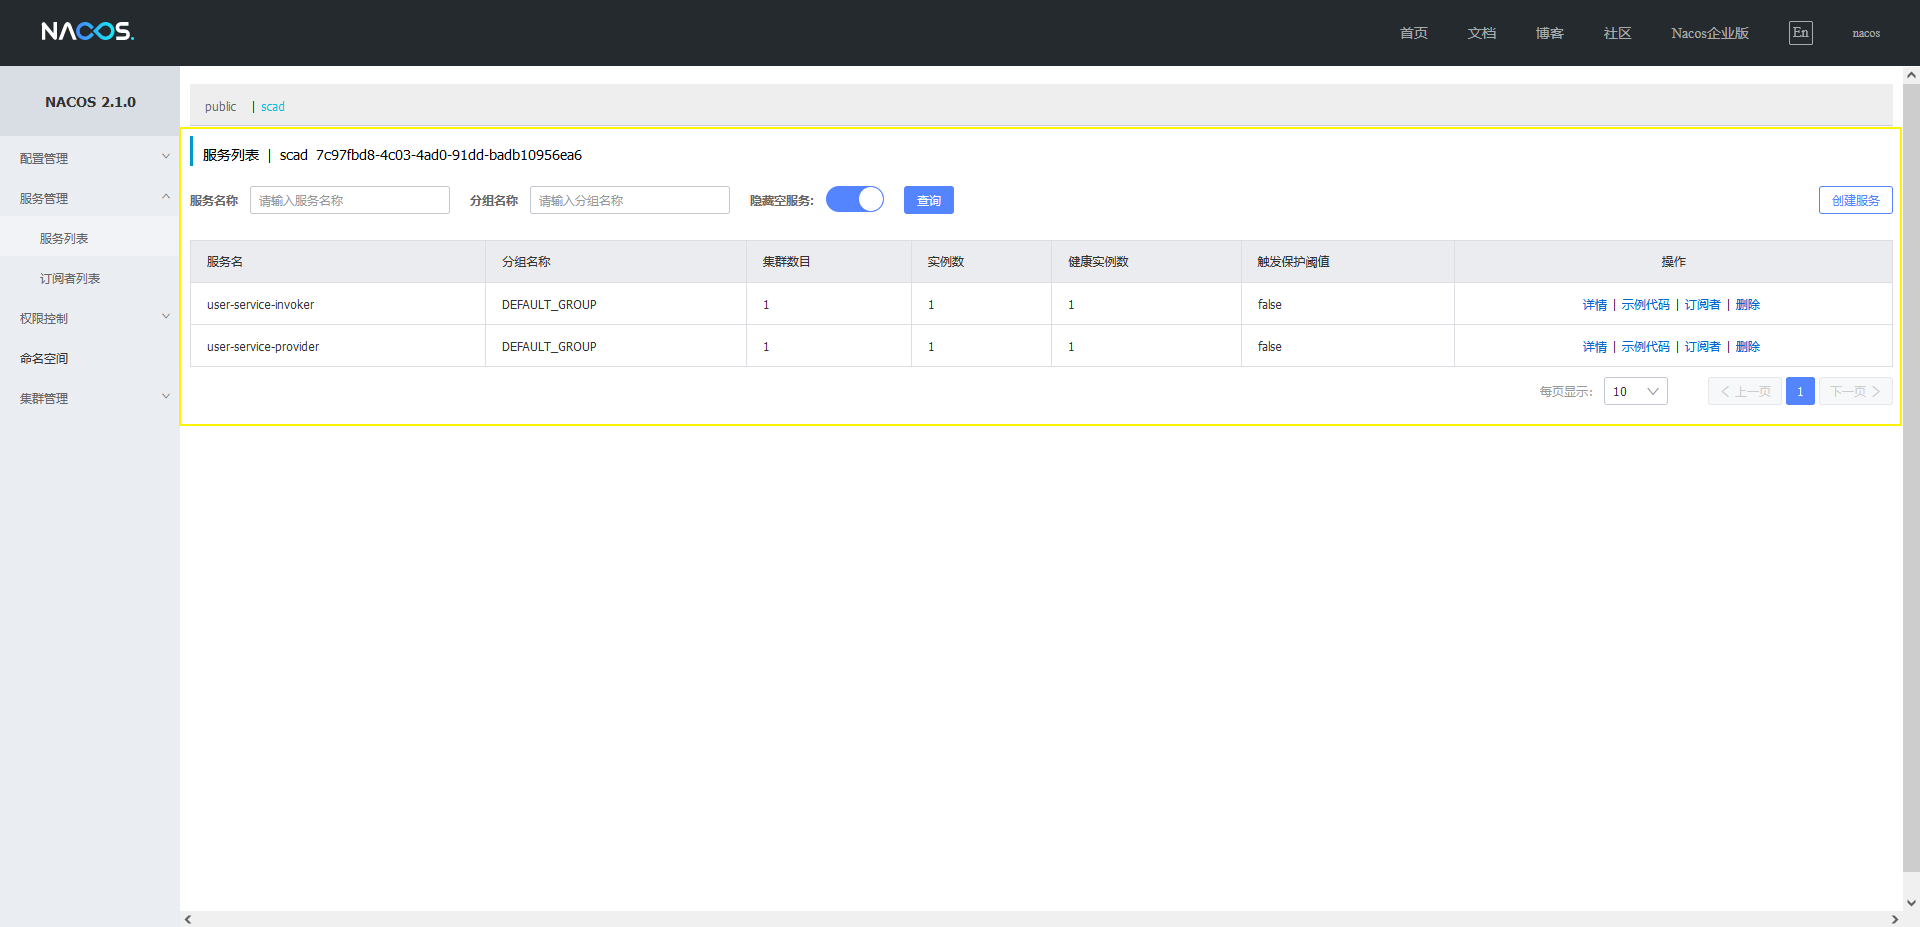 NACOS.
首页 文档 博客 社区 Nacos企业版 En nacos
NACOS 2.1.0
配置管理
服务管理
服务列表
订阅者列表
权限控制
命名空间
集群管理
public | scad
服务列表 | scad 7c97fbd8-4c03-4ad0-91dd-badb10956ea6
服务名称 请输入服务名称 分组名称 请输入分组名称 隐藏空服务: 查询 创建服务
服务名 分组名称 集群数目 实例数 健康实例数 触发保护阈值 操作
user-service-invoker DEFAULT_GROUP 1 1 1 false 详情 | 示例代码 | 订阅者 | 删除
user-service-provider DEFAULT_GROUP 1 1 1 false 详情 | 示例代码 | 订阅者 | 删除
每页显示: 10 上一页 1 下一页